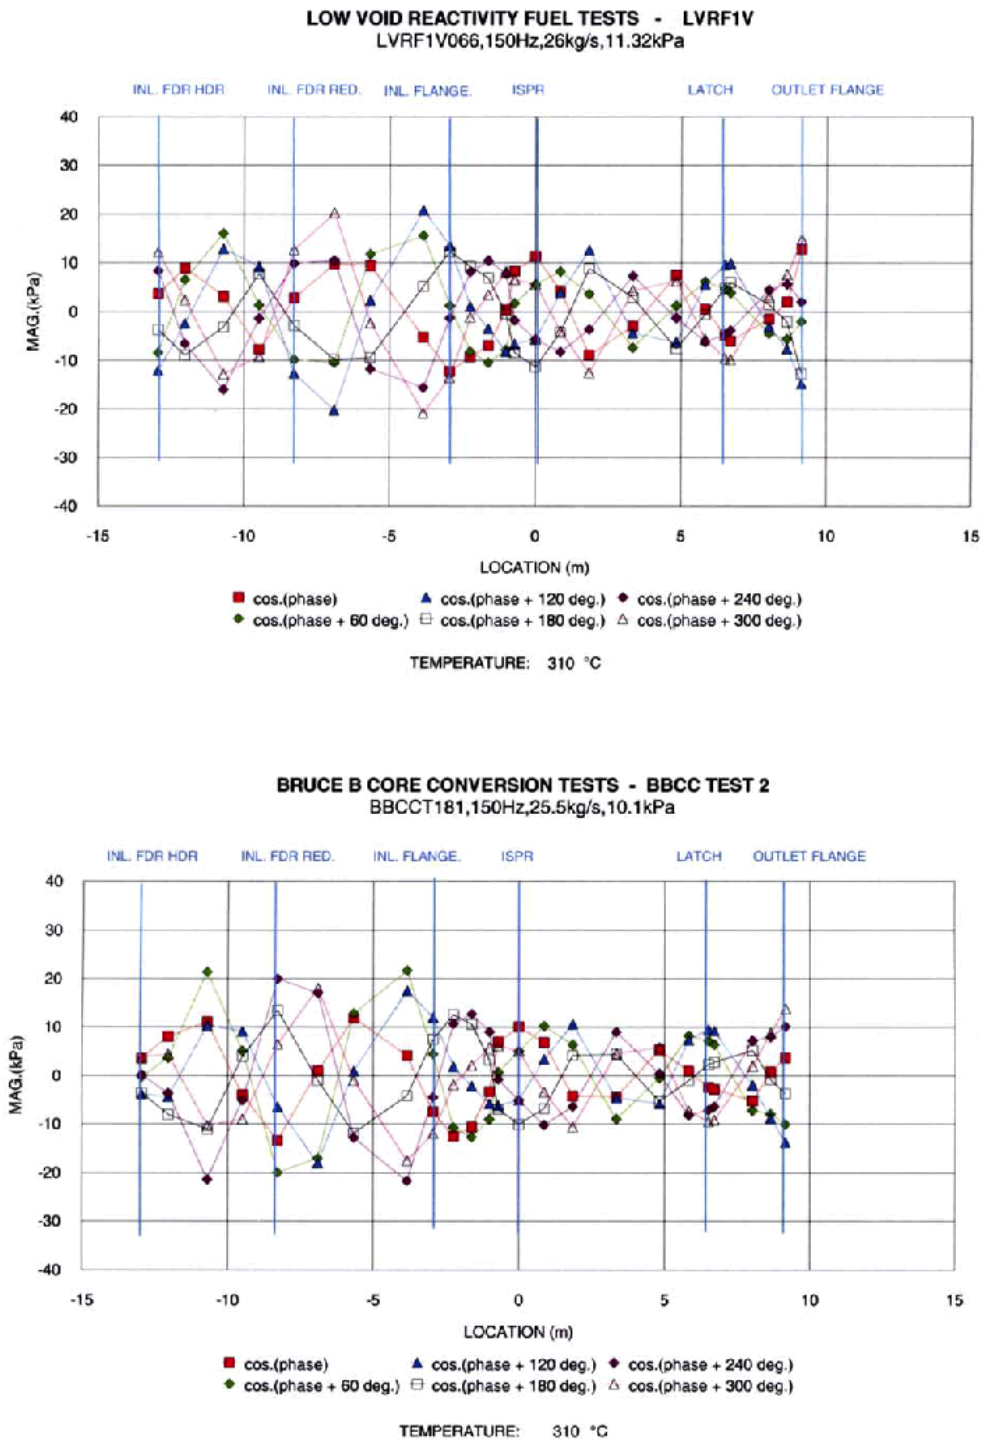 LOW VOID REACTIVITY FUEL TESTS - LVRF1V
LVRF1V066,150Hz,26kg/s,11.32kPa
INL. FDR HDR INL. FDR RED. INL. FLANGE. ISPR LATCH OUTLET FLANGE
40
30
20
10
0
-10
-20
-30
-40
MAG.(kPa)
-15 -10 -5 0 5 10 15
LOCATION (m)
cos.(phase) cos.(phase + 120 deg.) cos.(phase + 240 deg.)
cos.(phase + 60 deg.) cos.(phase + 180 deg.) cos.(phase + 300 deg.)
TEMPERATURE: 310 °C
BRUCE B CORE CONVERSION TESTS - BBCC TEST 2
BBCCT181,150Hz,25.5kg/s,10.1kPa
INL. FDR HDR INL. FDR RED. INL. FLANGE. ISPR LATCH OUTLET FLANGE
40
30
20
10
0
-10
-20
-30
-40
MAG.(kPa)
-15 -10 -5 0 5 10 15
LOCATION (m)
cos.(phase) cos.(phase + 120 deg.) cos.(phase + 240 deg.)
cos.(phase + 60 deg.) cos.(phase + 180 deg.) cos.(phase + 300 deg.)
TEMPERATURE: 310 °C